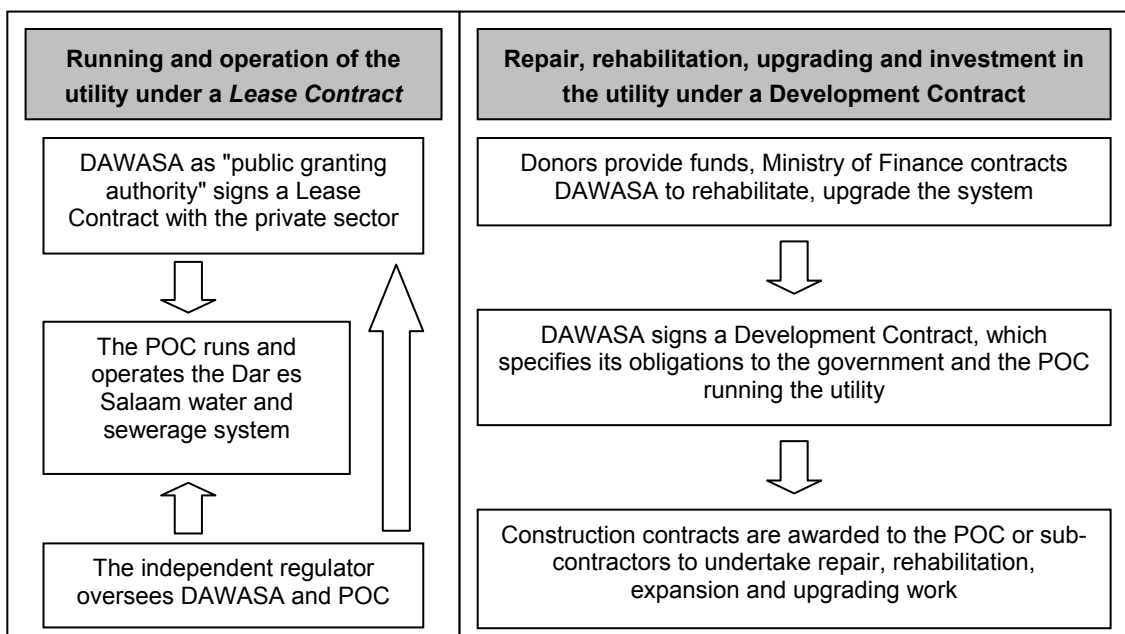 Running and operation of the
utility under a Lease Contract
DAWASA as "public granting
authority" signs a Lease
Contract with the private sector
The POC runs and
operates the Dar es
Salaam water and
sewerage system
The independent regulator
oversees DAWASA and POC
Repair, rehabilitation, upgrading and investment in
the utility under a Development Contract
Donors provide funds, Ministry of Finance contracts
DAWASA to rehabilitate, upgrade the system
DAWASA signs a Development Contract, which
specifies its obligations to the government and the POC
running the utility
Construction contracts are awarded to the POC or sub-
contractors to undertake repair, rehabilitation,
expansion and upgrading work